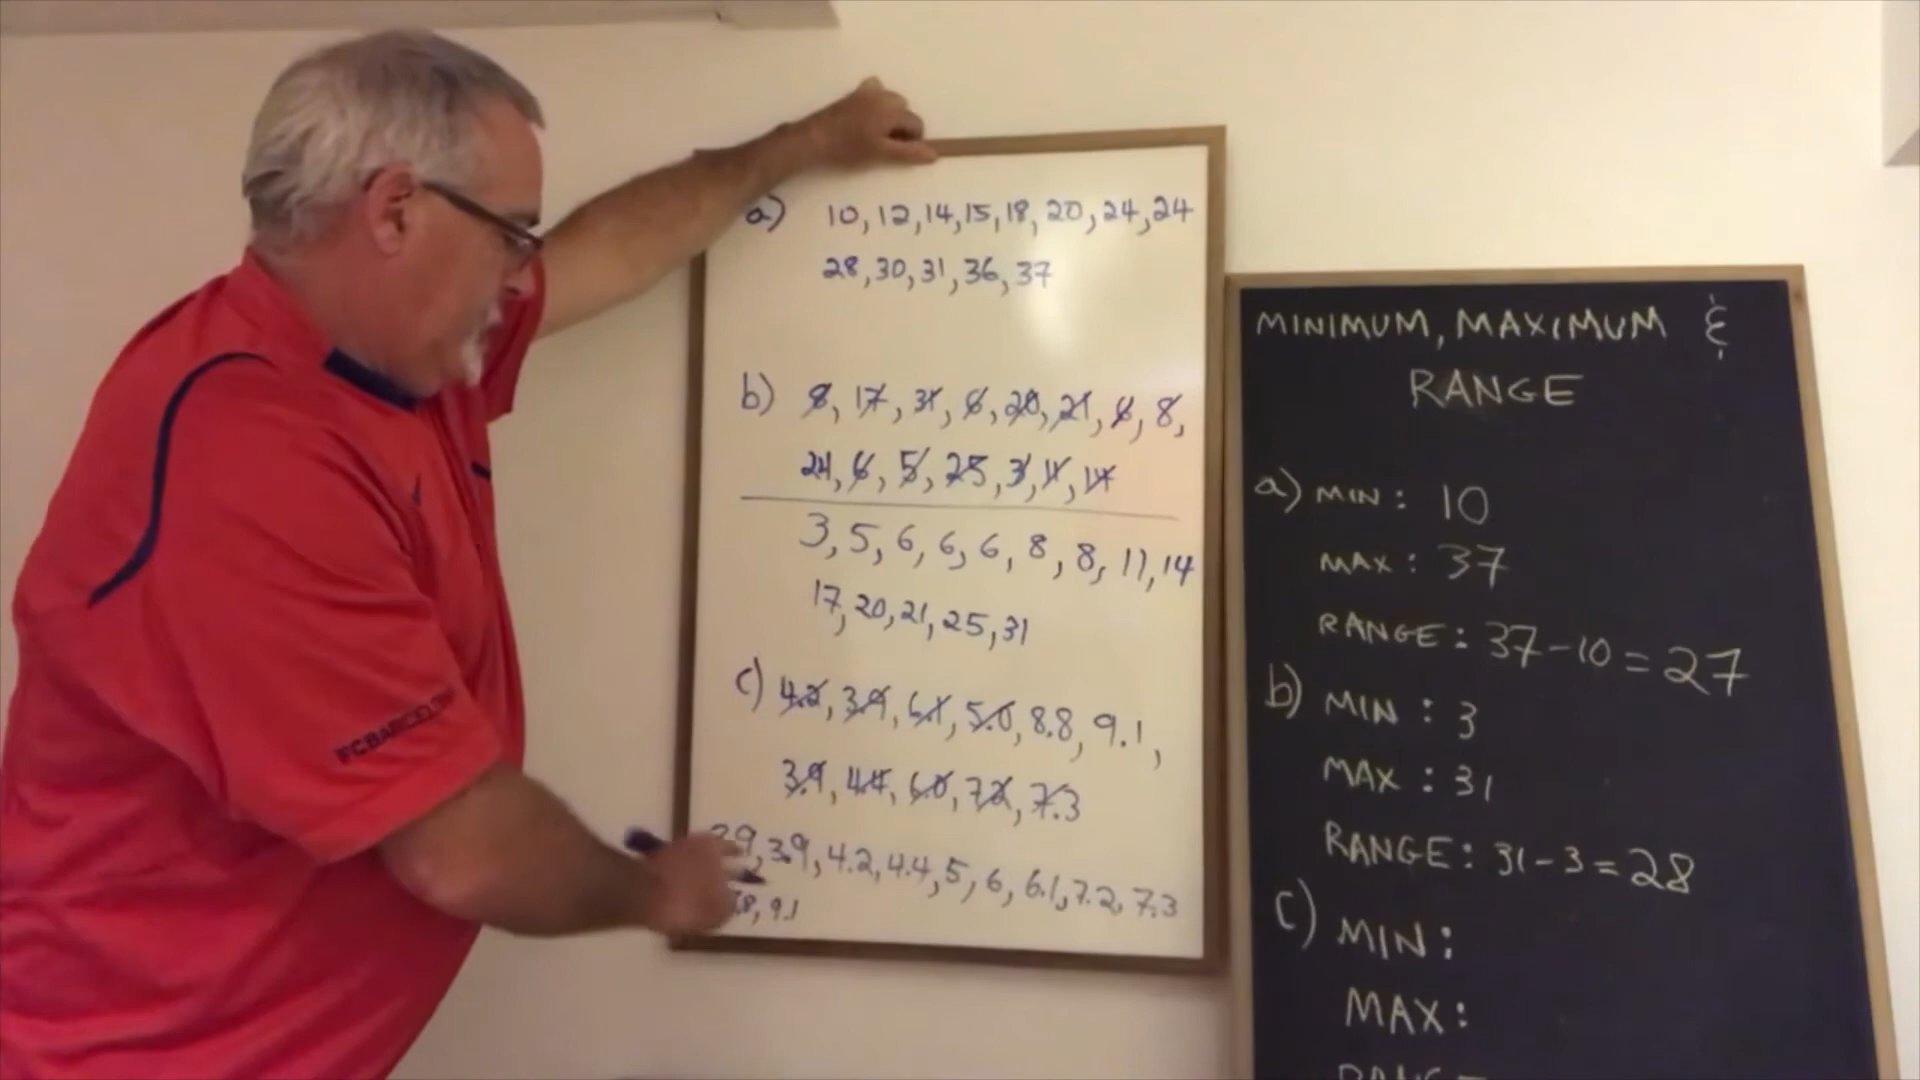 a) 10, 12, 14, 15, 18, 20, 24, 24
28, 30, 31, 36, 37
b) 8, 17, 31, 6, 20, 21, 6, 8,
24, 6, 5, 25, 3, 11, 14
3, 5, 6, 6, 6, 8, 8, 11, 14
17, 20, 21, 25, 31
c) 4.2, 3.9, 6.1, 5.0, 8.8, 9.1,
3.9, 4.4, 6.0, 7.2, 7.3
3.9, 4.2, 4.4, 5, 6, 6.1, 7.2, 7.3
9.1
MINIMUM, MAXIMUM &
RANGE
a) MIN: 10
MAX: 37
RANGE: 37-10=27
b) MIN: 3
MAX: 31
RANGE: 31-3=28
c) MIN:
MAX:
FCBARCELONA